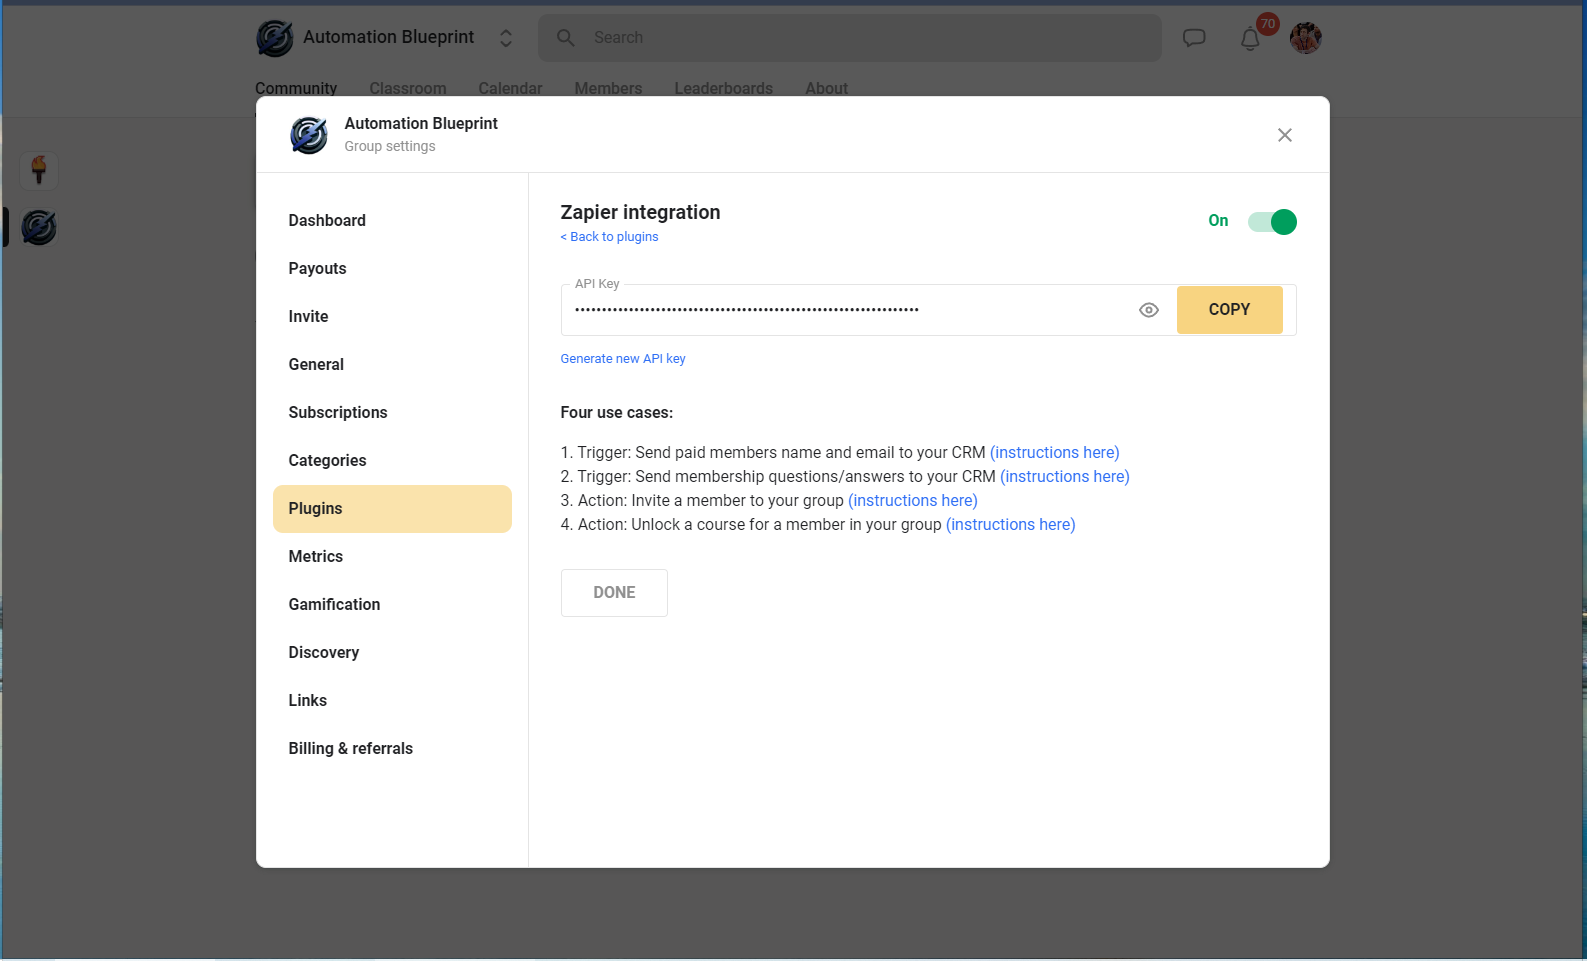 Automation Blueprint
Search
70
Community Classroom Calendar Members Leaderboards About
Automation Blueprint
Group settings
Dashboard
Payouts
Invite
General
Subscriptions
Categories
Plugins
Metrics
Gamification
Discovery
Links
Billing & referrals
Zapier integration
On
< Back to plugins
API Key
••••••••••••••••••••••••••••••••••••••••••••••••••••••••••••••••
COPY
Generate new API key
Four use cases:
1. Trigger: Send paid members name and email to your CRM (instructions here)
2. Trigger: Send membership questions/answers to your CRM (instructions here)
3. Action: Invite a member to your group (instructions here)
4. Action: Unlock a course for a member in your group (instructions here)
DONE